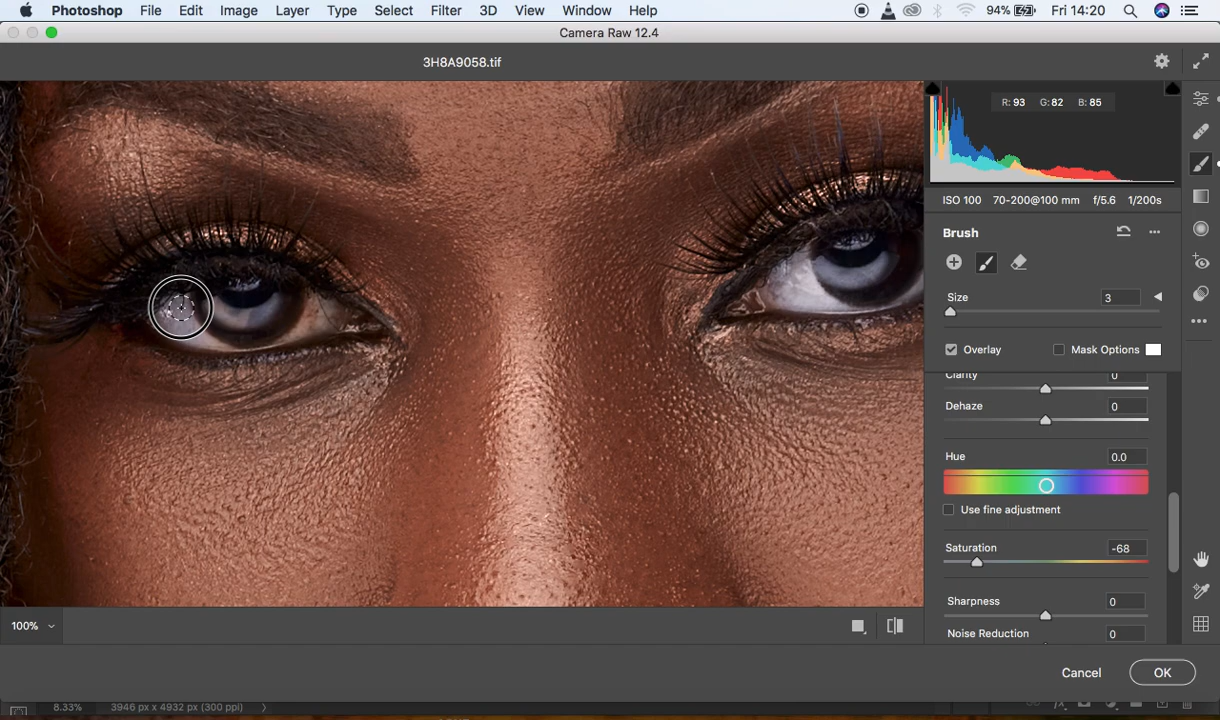 Photoshop File Edit Image Layer Type Select Filter 3D View Window Help 94% Fri 14:20
Camera Raw 12.4
3H8A9058.tif
R: 93 G: 82 B: 85
ISO 100 70-200@100 mm f/5.6 1/200s
Brush
Size 3
Overlay Mask Options
Clarity 0
Dehaze 0
Hue 0.0
Use fine adjustment
Saturation -68
Sharpness 0
Noise Reduction 0
100%
Cancel OK
8.33% 3946 px x 4932 px (300 ppi)